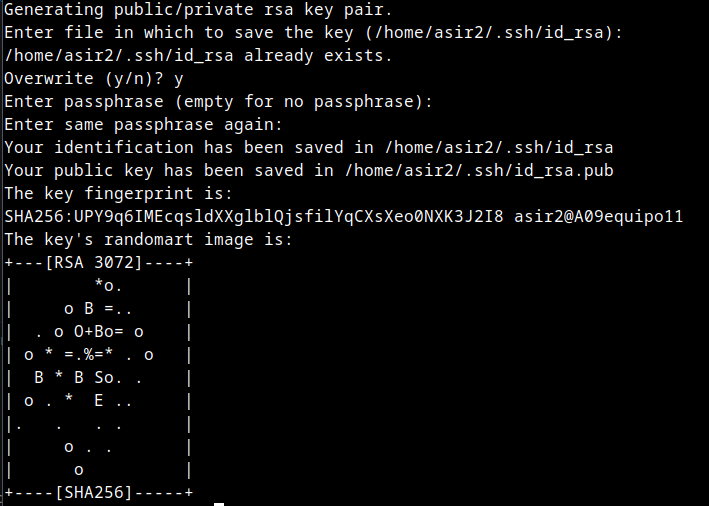 Generating public/private rsa key pair.
Enter file in which to save the key (/home/asir2/.ssh/id_rsa):
/home/asir2/.ssh/id_rsa already exists.
Overwrite (y/n)? y
Enter passphrase (empty for no passphrase):
Enter same passphrase again:
Your identification has been saved in /home/asir2/.ssh/id_rsa
Your public key has been saved in /home/asir2/.ssh/id_rsa.pub
The key fingerprint is:
SHA256:UPY9q6IMEcqsldXXglblQjsfilYqCXsXeo0NXK3J2I8 asir2@A09equipo11
The key's randomart image is:
+---[RSA 3072]----+
|        *o.      |
|     o B =..     |
|  . o O+Bo= o    |
| o * =.%=* . o   |
|  B * B So. .    |
| o . *  E ..     |
|.   .   . .      |
|     o . .       |
|      o          |
+----[SHA256]-----+